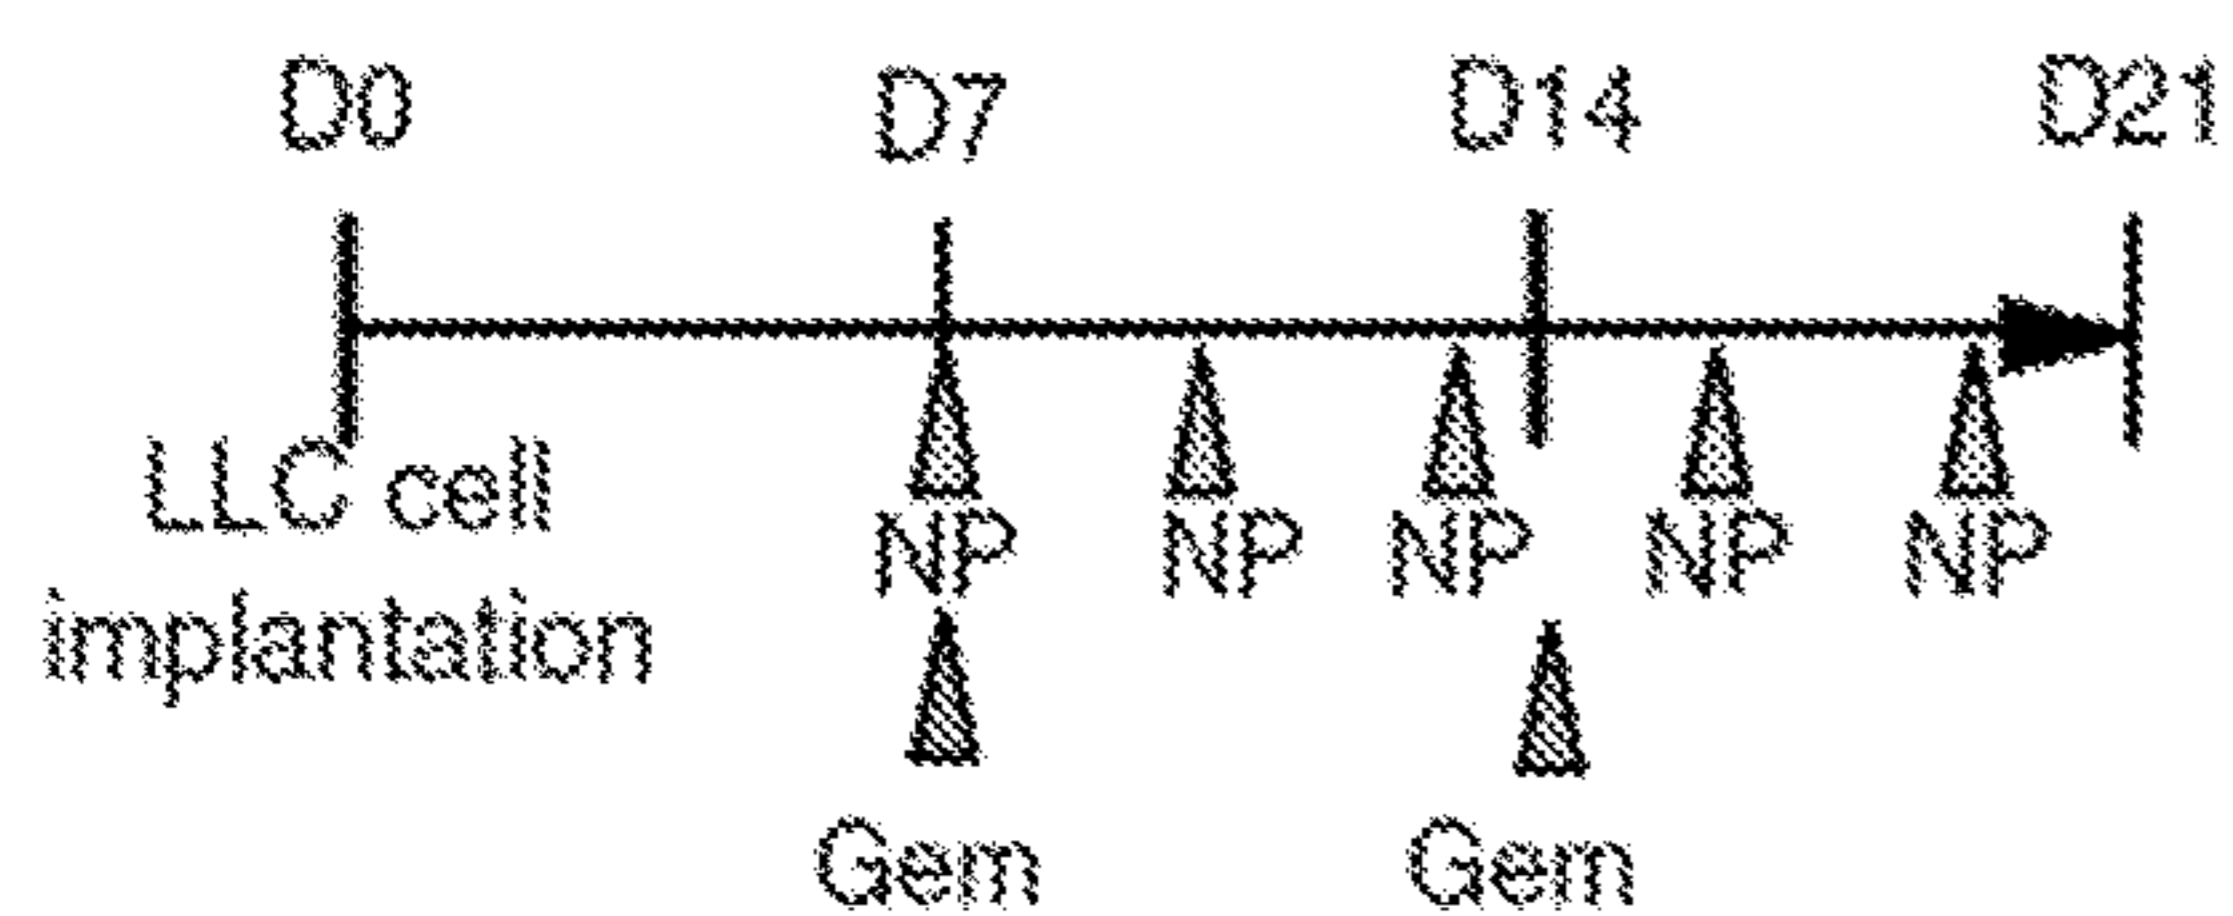 D0 D7 D14 D21
LLC cell
implantation
NP NP NP NP NP
Gem Gem